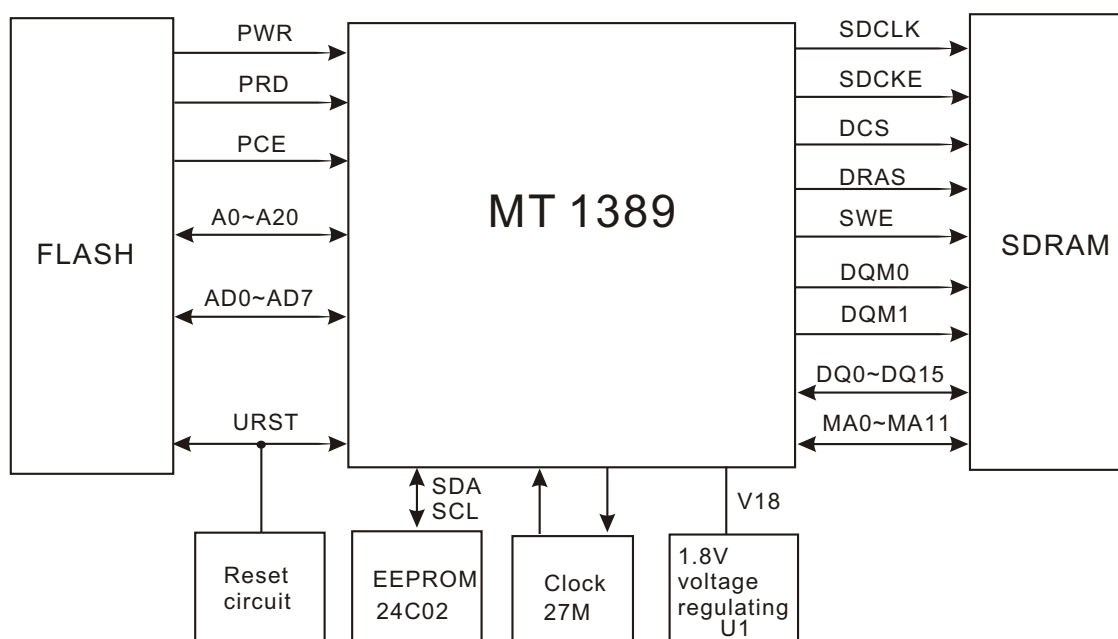 PWR
PRD
PCE
A0~A20
AD0~AD7
URST
FLASH
MT 1389
SDCLK
SDCKE
DCS
DRAS
SWE
DQM0
DQM1
DQ0~DQ15
MA0~MA11
SDRAM
SDA
SCL
V18
Reset
circuit
EEPROM
24C02
Clock
27M
1.8V
voltage
regulating
U1